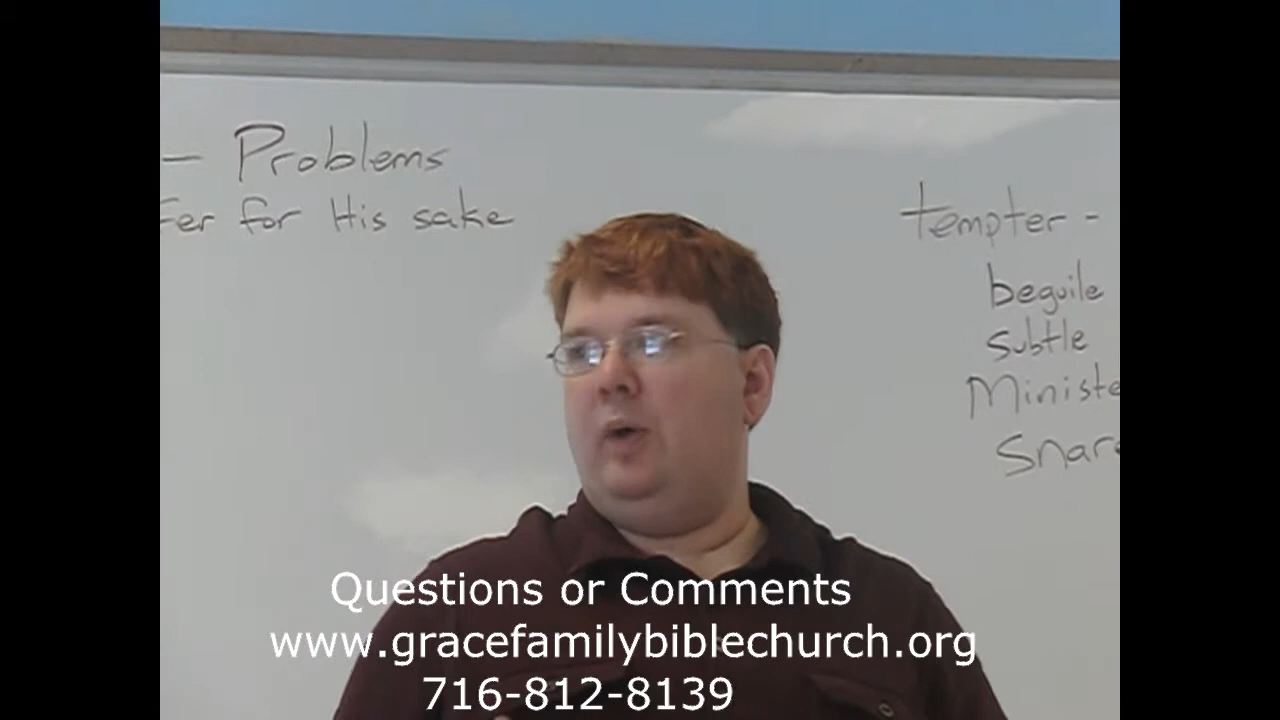 – Problems
fer for His sake
tempter -
beguile
subtle
Ministe
Snare
Questions or Comments
www.gracefamilybiblechurch.org
716-812-8139